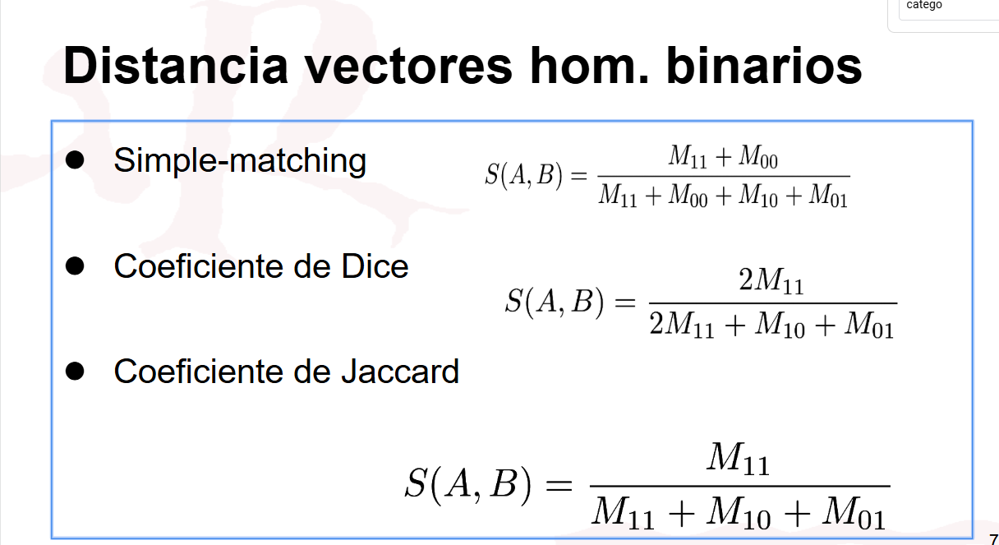 catego
Distancia vectores hom. binarios
● Simple-matching
S(A, B) = \frac{M_{11} + M_{00}}{M_{11} + M_{00} + M_{10} + M_{01}}
● Coeficiente de Dice
S(A, B) = \frac{2M_{11}}{2M_{11} + M_{10} + M_{01}}
● Coeficiente de Jaccard
S(A, B) = \frac{M_{11}}{M_{11} + M_{10} + M_{01}}
7